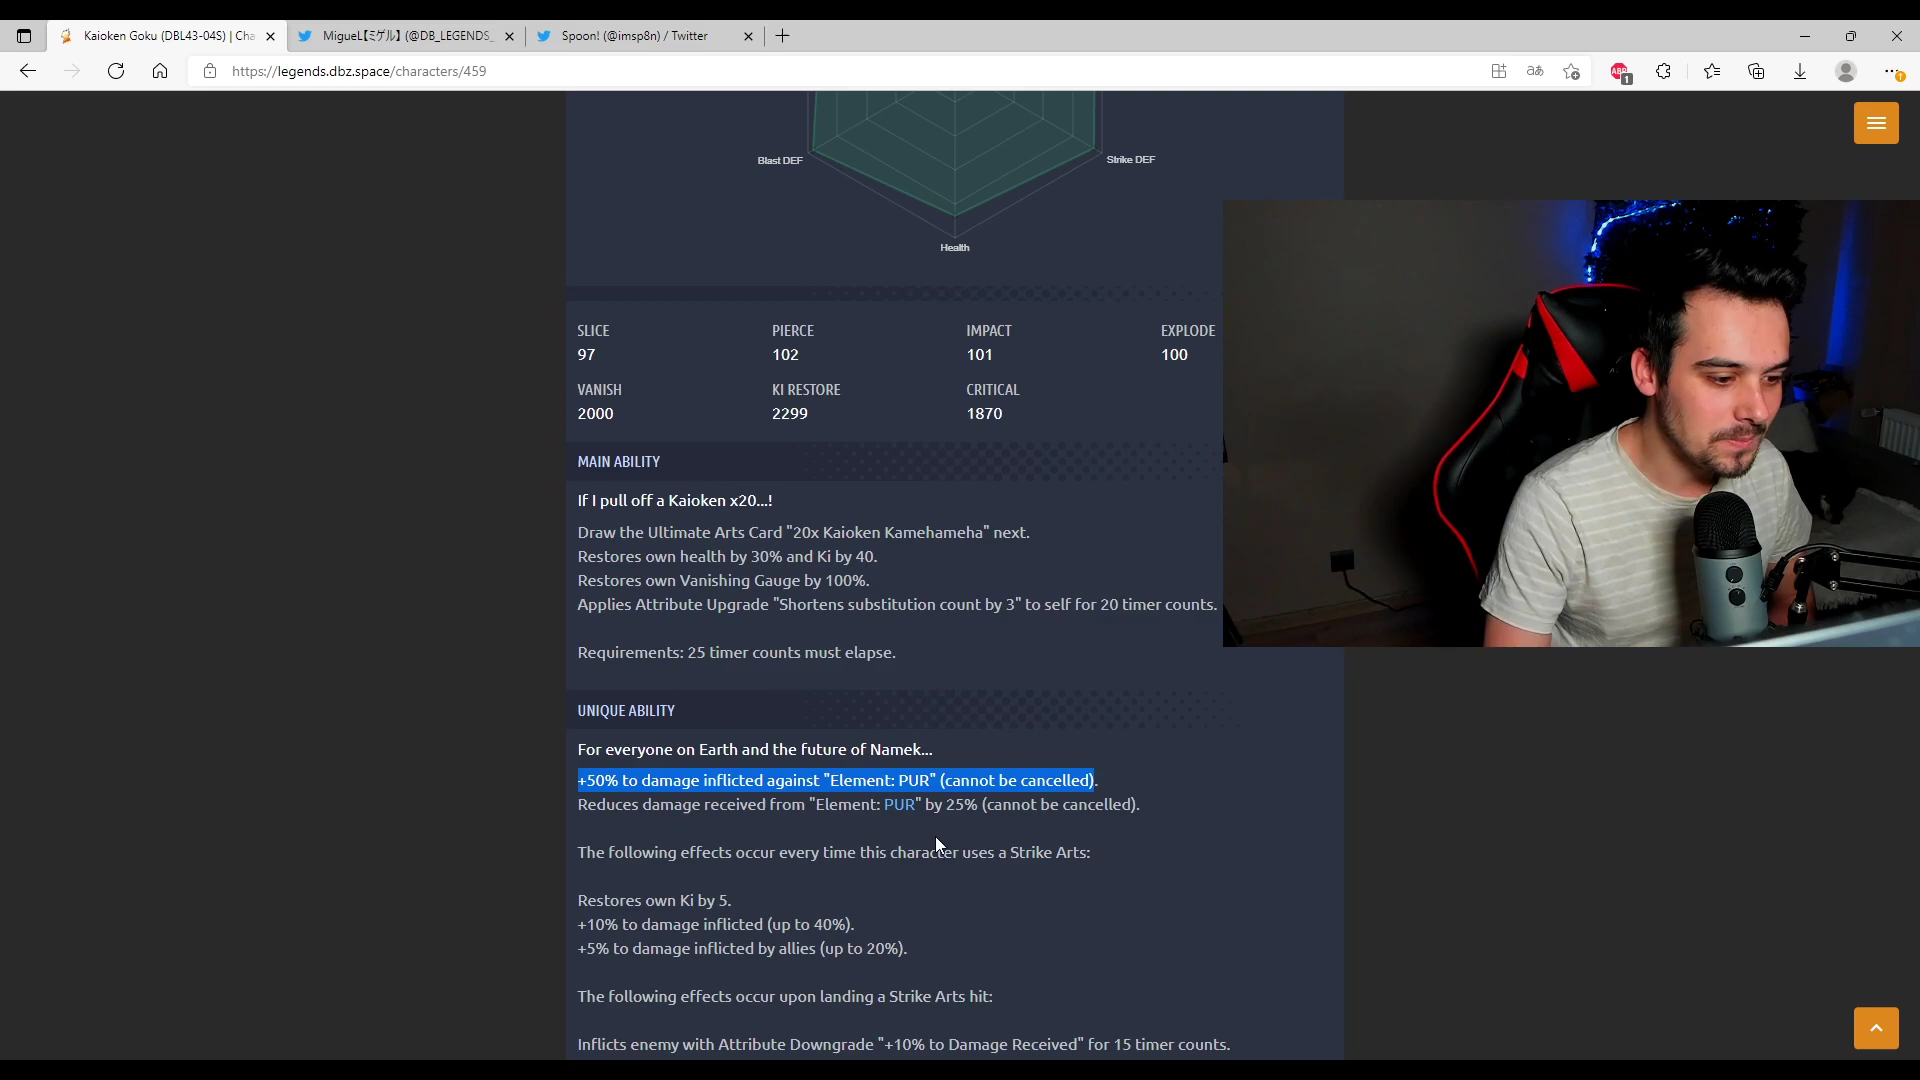 Kaioken Goku (DBL43-04S) | Cha
MigueL【ミゲル】 (@DB_LEGENDS_
Spoon! (@imsp8n) / Twitter
https://legends.dbz.space/characters/459
aあ
ABP
1
Blast DEF
Strike DEF
Health
SLICE
PIERCE
IMPACT
EXPLODE
97
102
101
100
VANISH
KI RESTORE
CRITICAL
2000
2299
1870
MAIN ABILITY
If I pull off a Kaioken x20...!
Draw the Ultimate Arts Card "20x Kaioken Kamehameha" next.
Restores own health by 30% and Ki by 40.
Restores own Vanishing Gauge by 100%.
Applies Attribute Upgrade "Shortens substitution count by 3" to self for 20 timer counts.
Requirements: 25 timer counts must elapse.
UNIQUE ABILITY
For everyone on Earth and the future of Namek...
+50% to damage inflicted against "Element: PUR" (cannot be cancelled).
Reduces damage received from "Element: PUR" by 25% (cannot be cancelled).
The following effects occur every time this character uses a Strike Arts:
Restores own Ki by 5.
+10% to damage inflicted (up to 40%).
+5% to damage inflicted by allies (up to 20%).
The following effects occur upon landing a Strike Arts hit:
Inflicts enemy with Attribute Downgrade "+10% to Damage Received" for 15 timer counts.